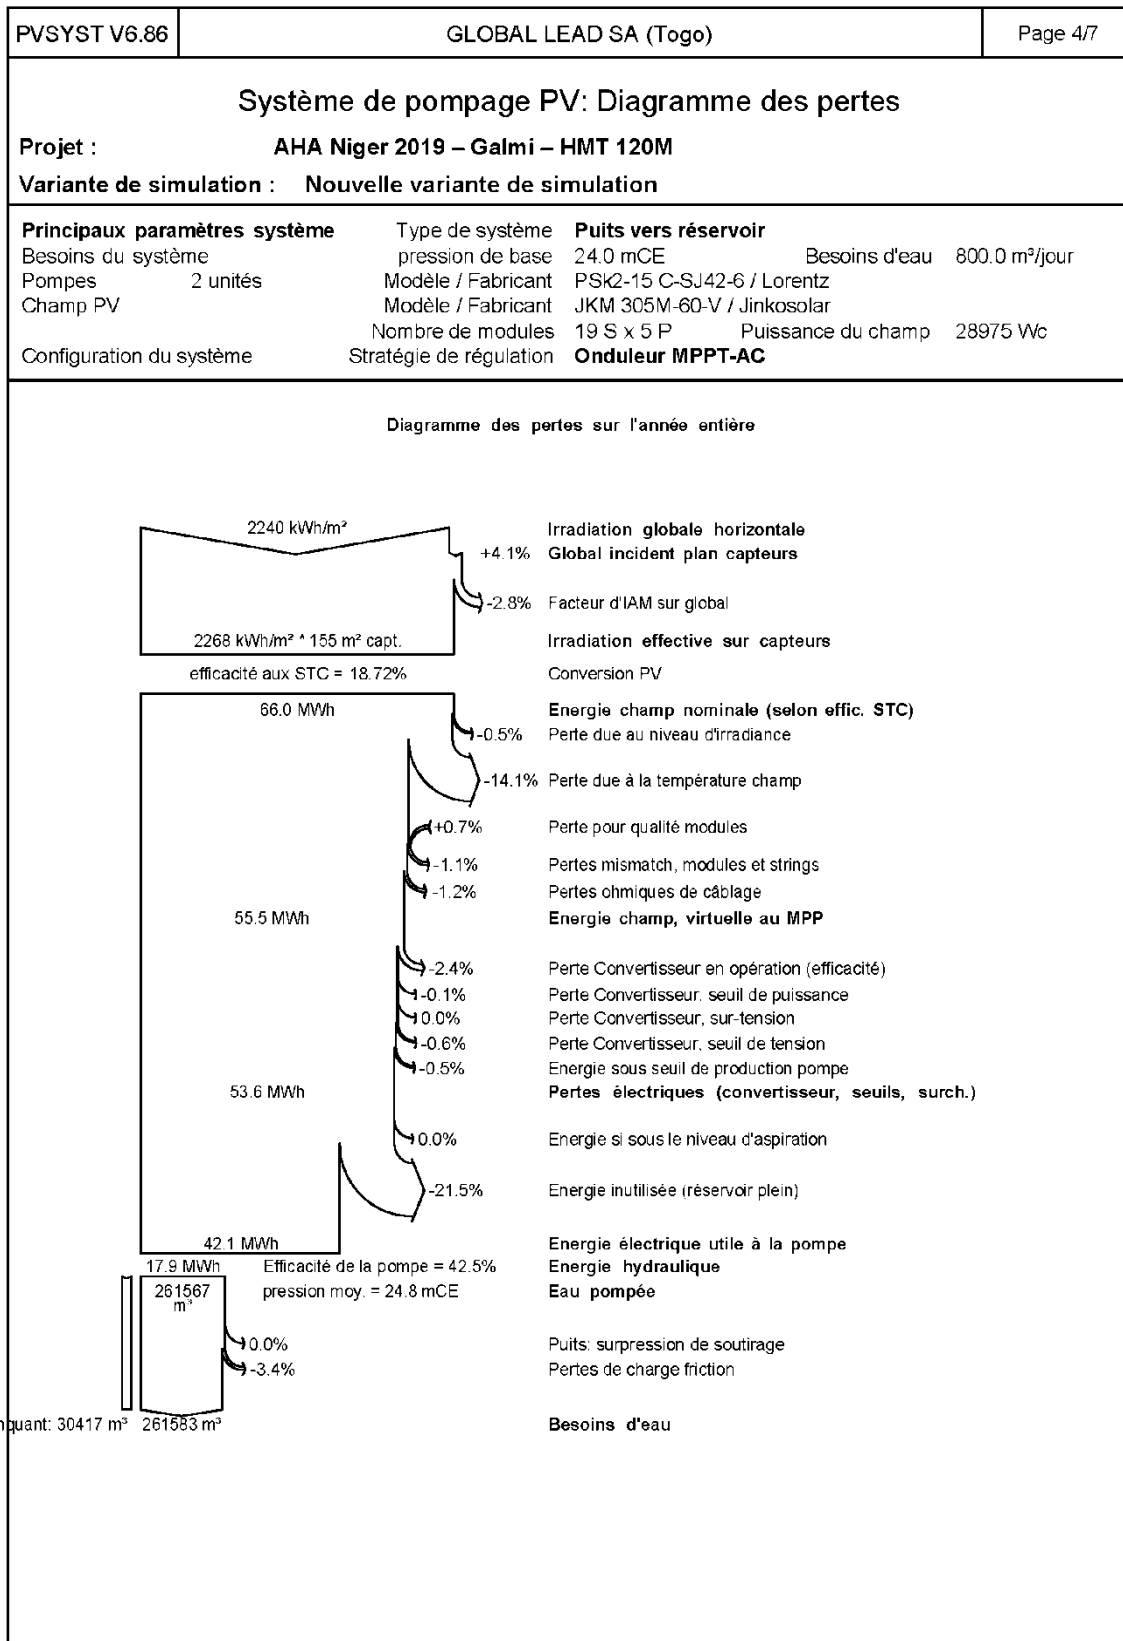 PVSYST V6.86 GLOBAL LEAD SA (Togo) Page 4/7
Système de pompage PV: Diagramme des pertes
Projet : AHA Niger 2019 – Galmi – HMT 120M
Variante de simulation : Nouvelle variante de simulation
Principaux paramètres système Type de système Puits vers réservoir
Besoins du système pression de base 24.0 mCE Besoins d'eau 800.0 m³/jour
Pompes 2 unités Modèle / Fabricant PSk2-15 C-SJ42-6 / Lorentz
Champ PV Modèle / Fabricant JKM 305M-60-V / Jinkosolar
Nombre de modules 19 S x 5 P Puissance du champ 28975 Wc
Configuration du système Stratégie de régulation Onduleur MPPT-AC
Diagramme des pertes sur l'année entière
2240 kWh/m² Irradiation globale horizontale
+4.1% Global incident plan capteurs
-2.8% Facteur d'IAM sur global
2268 kWh/m² * 155 m² capt. Irradiation effective sur capteurs
efficacité aux STC = 18.72% Conversion PV
66.0 MWh Energie champ nominale (selon effic. STC)
-0.5% Perte due au niveau d'irradiance
-14.1% Perte due à la température champ
+0.7% Perte pour qualité modules
-1.1% Pertes mismatch, modules et strings
-1.2% Pertes ohmiques de câblage
55.5 MWh Energie champ, virtuelle au MPP
-2.4% Perte Convertisseur en opération (efficacité)
-0.1% Perte Convertisseur, seuil de puissance
0.0% Perte Convertisseur, sur-tension
-0.6% Perte Convertisseur, seuil de tension
-0.5% Energie sous seuil de production pompe
53.6 MWh Pertes électriques (convertisseur, seuils, surch.)
0.0% Energie si sous le niveau d'aspiration
-21.5% Energie inutilisée (réservoir plein)
42.1 MWh Energie électrique utile à la pompe
17.9 MWh Efficacité de la pompe = 42.5% Energie hydraulique
261567 pression moy. = 24.8 mCE Eau pompée
m³
0.0% Puits: surpression de soutirage
-3.4% Pertes de charge friction
nquant: 30417 m³ 261583 m³ Besoins d'eau